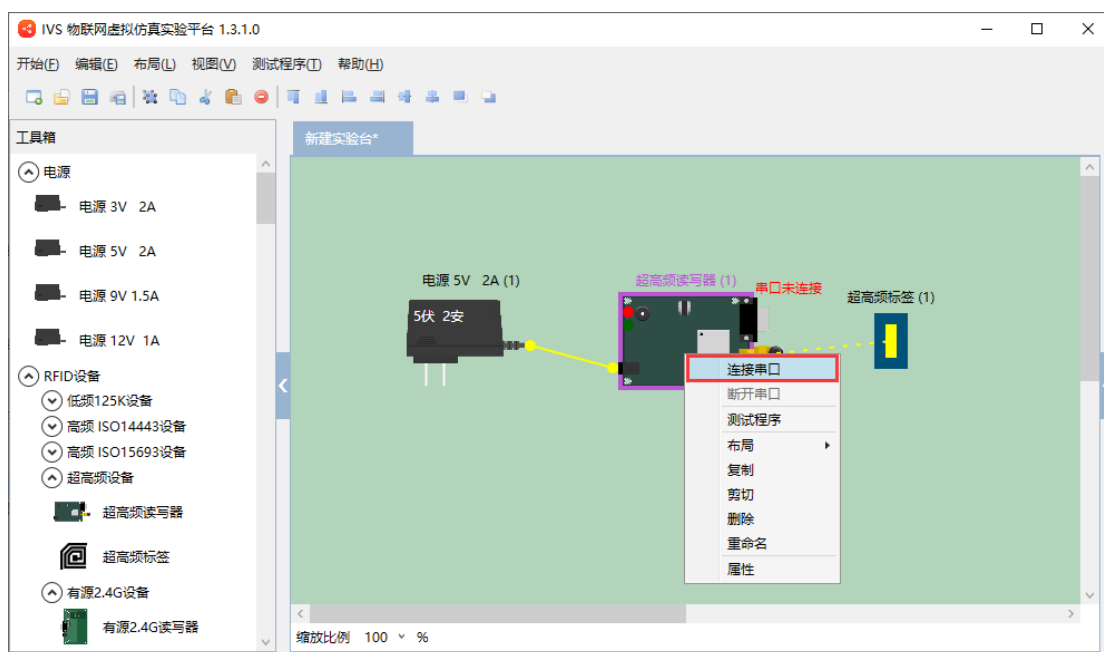 IVS 物联网虚拟仿真实验平台 1.3.1.0
开始(F) 编辑(E) 布局(L) 视图(V) 测试程序(T) 帮助(H)
工具箱
新建实验台*
电源
电源 3V 2A
电源 5V 2A
电源 9V 1.5A
电源 12V 1A
RFID设备
低频125K设备
高频 ISO14443设备
高频 ISO15693设备
超高频设备
超高频读写器
超高频标签
有源2.4G设备
有源2.4G读写器
电源 5V 2A (1)
5伏 2安
超高频读写器 (1)
串口未连接
超高频标签 (1)
连接串口
断开串口
测试程序
布局
复制
剪切
删除
重命名
属性
缩放比例 100 %